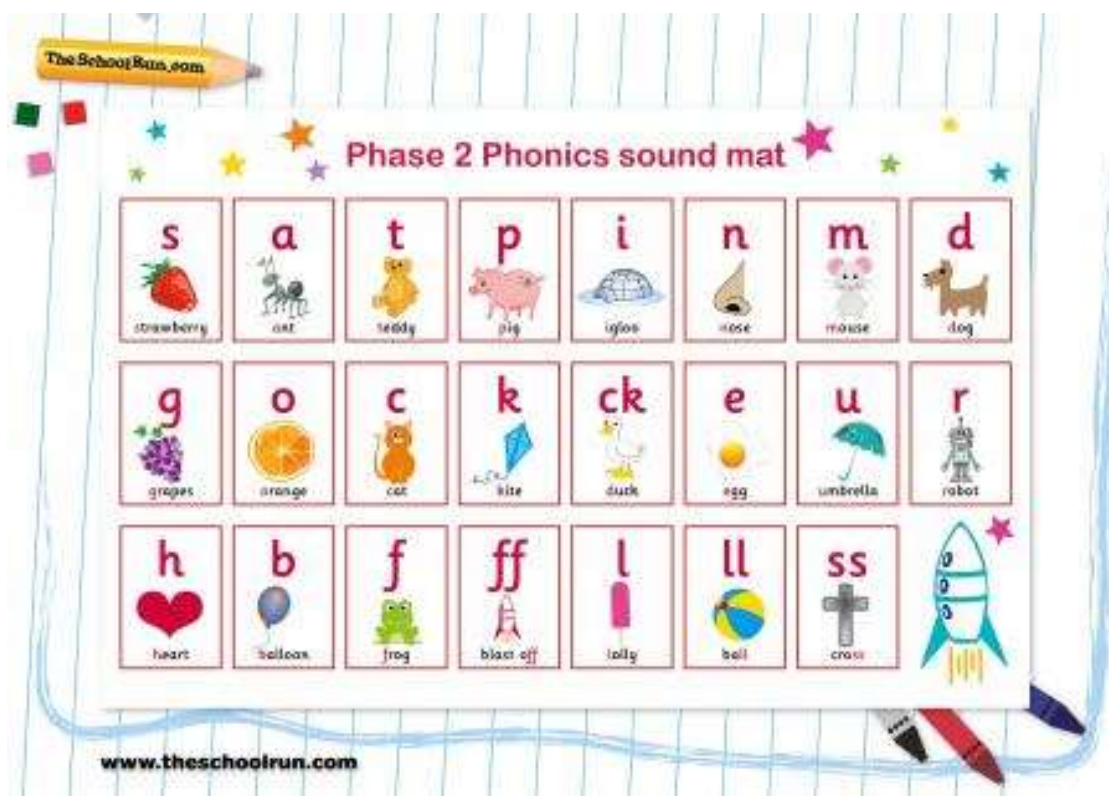 TheSchoolRun.com
Phase 2 Phonics sound mat
s a t p i n m d
strawberry ant teddy pig igloo nose mouse dog
g o c k ck e u r
grapes orange cat kite duck egg umbrella robot
h b f ff l ll ss
heart balloon frog blast off lolly ball cross
www.theschoolrun.com